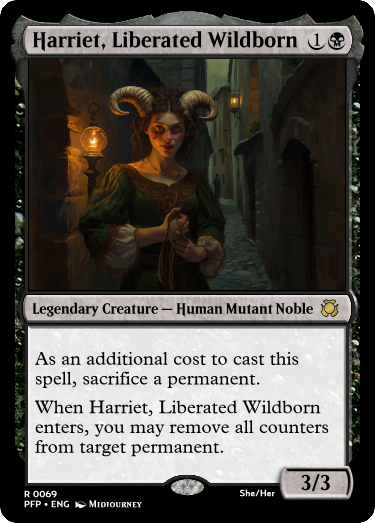 Harriet, Liberated Wildborn 1
Legendary Creature — Human Mutant Noble
As an additional cost to cast this
spell, sacrifice a permanent.
When Harriet, Liberated Wildborn
enters, you may remove all counters
from target permanent.
3/3
R 0069
She/Her
PFP • ENG Midjourney